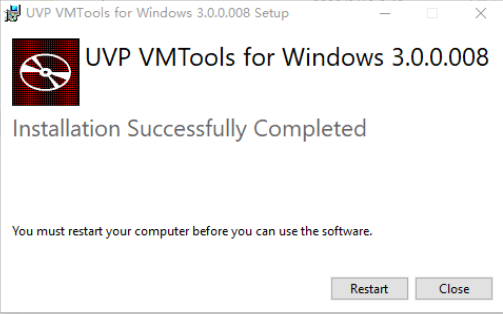 UVP VMTools for Windows 3.0.0.008 Setup
UVP VMTools for Windows 3.0.0.008
Installation Successfully Completed
You must restart your computer before you can use the software.
Restart
Close